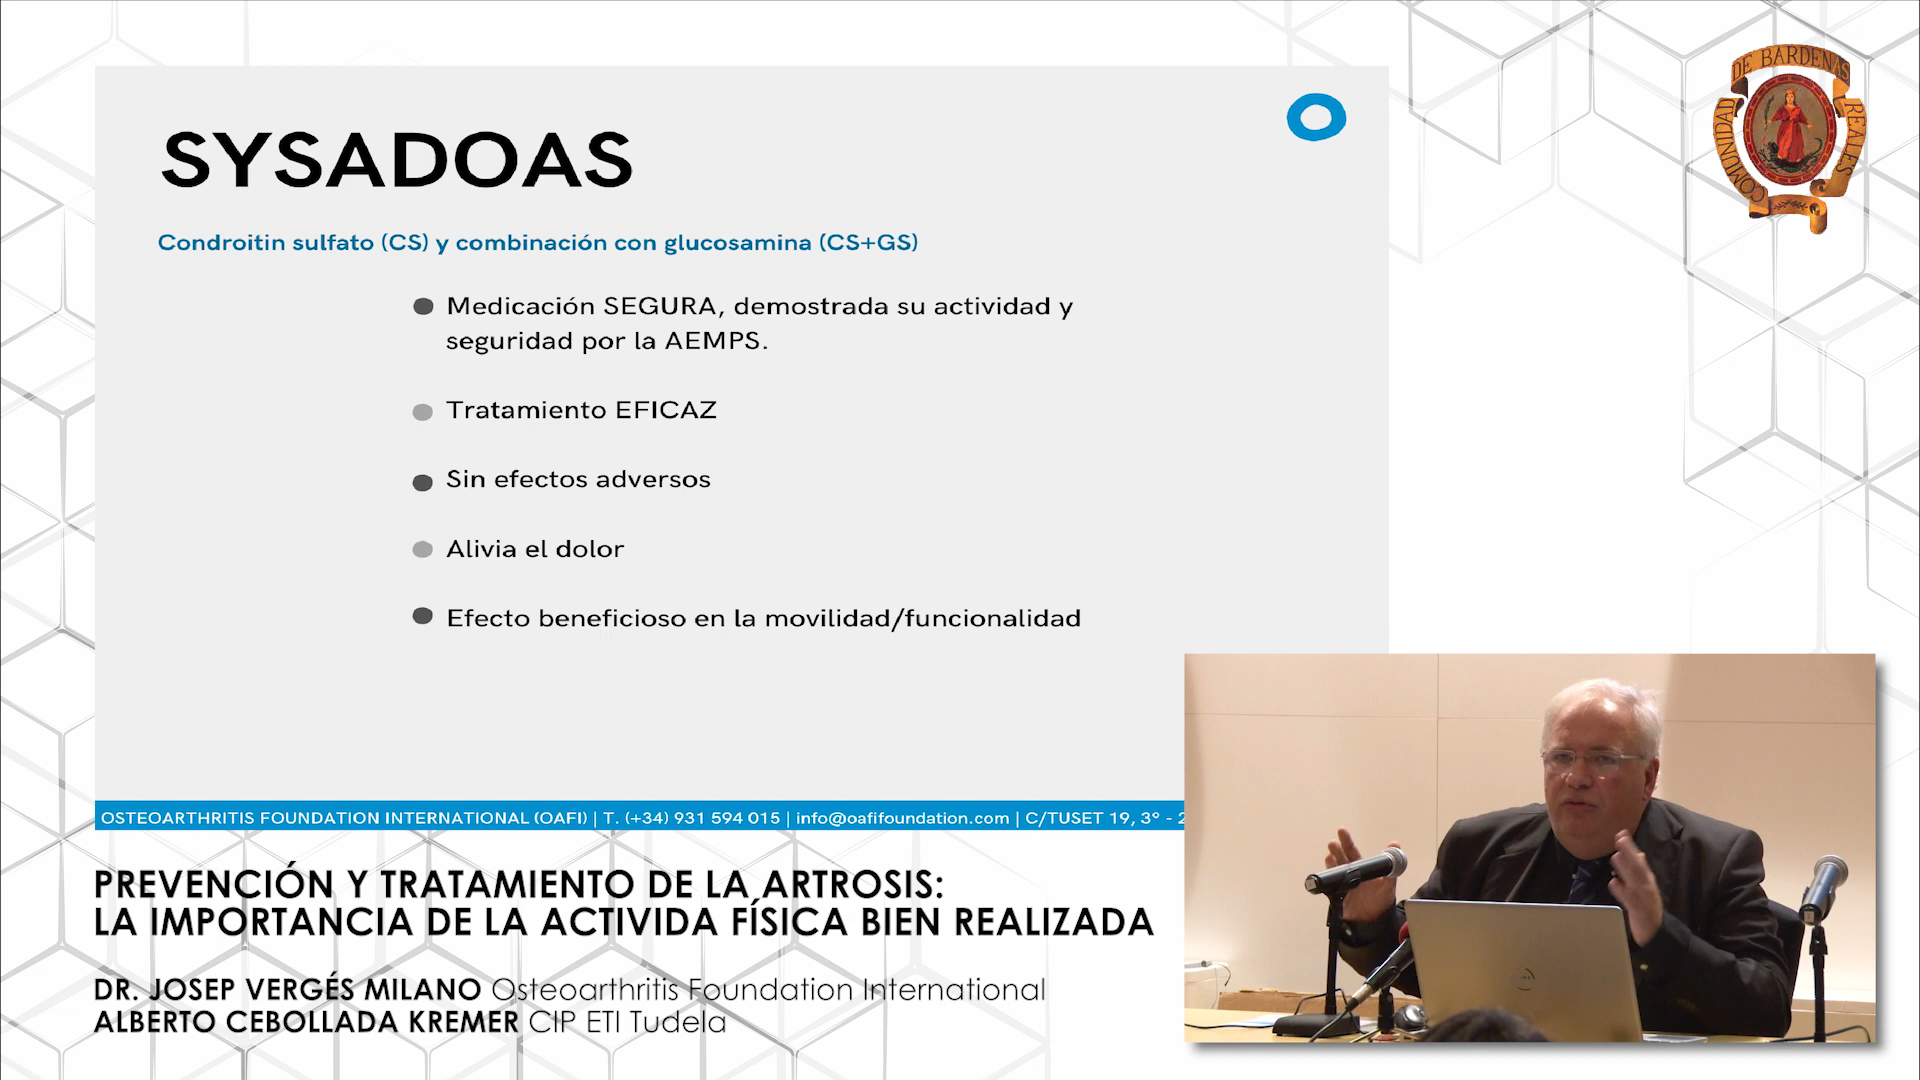 SYSADOAS
Condroitin sulfato (CS) y combinación con glucosamina (CS+GS)
Medicación SEGURA, demostrada su actividad y
seguridad por la AEMPS.
Tratamiento EFICAZ
Sin efectos adversos
Alivia el dolor
Efecto beneficioso en la movilidad/funcionalidad
OSTEOARTHRITIS FOUNDATION INTERNATIONAL (OAFI) | T. (+34) 931 594 015 | info@oafifoundation.com | C/TUSET 19, 3º - 2
COMUNIDAD
DE BARDENAS
REALES
PREVENCIÓN Y TRATAMIENTO DE LA ARTROSIS:
LA IMPORTANCIA DE LA ACTIVIDA FÍSICA BIEN REALIZADA
DR. JOSEP VERGÉS MILANO Osteoarthritis Foundation International
ALBERTO CEBOLLADA KREMER CIP ETI Tudela